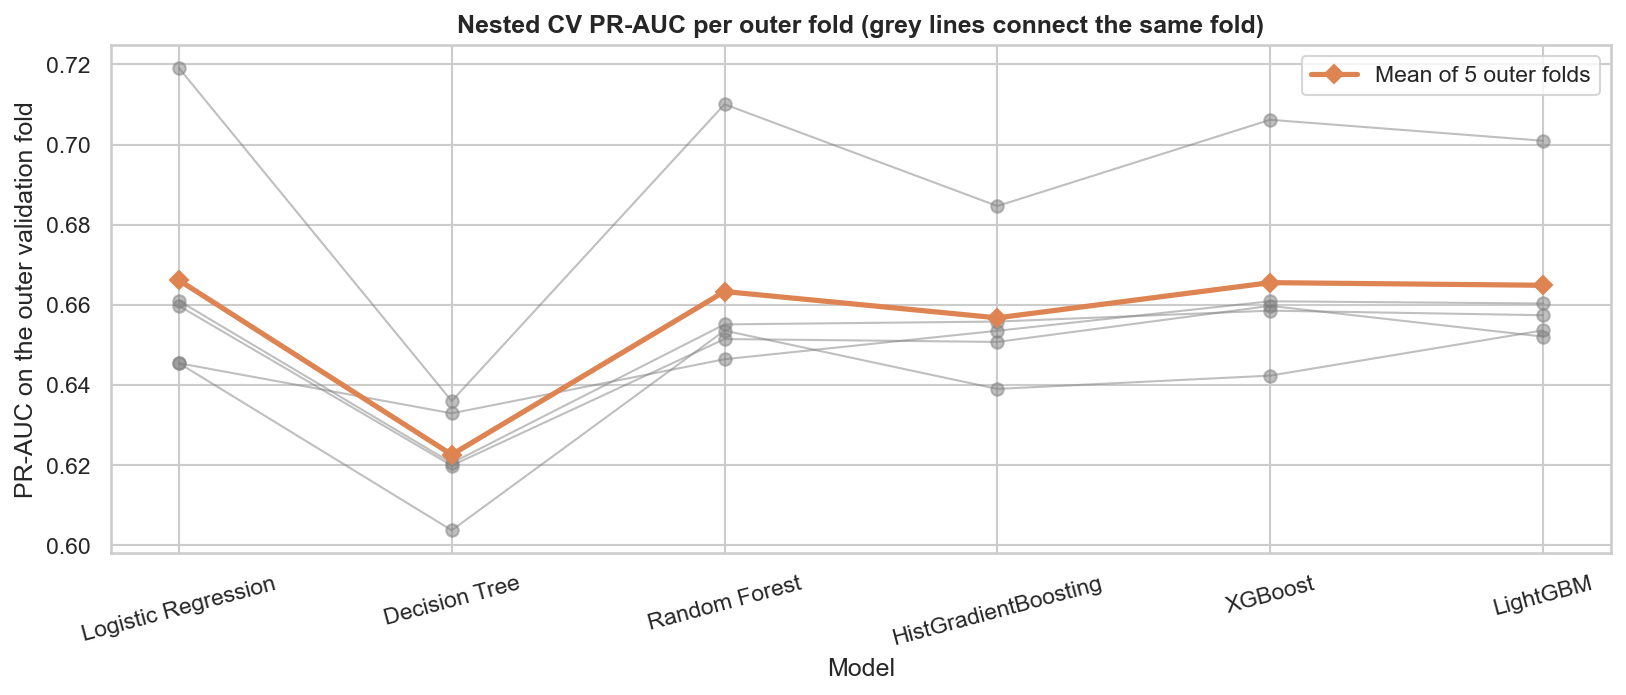 Nested CV PR-AUC per outer fold (grey lines connect the same fold)
Mean of 5 outer folds
PR-AUC on the outer validation fold
0.72
0.70
0.68
0.66
0.64
0.62
0.60
Logistic Regression
Decision Tree
Random Forest
HistGradientBoosting
XGBoost
LightGBM
Model